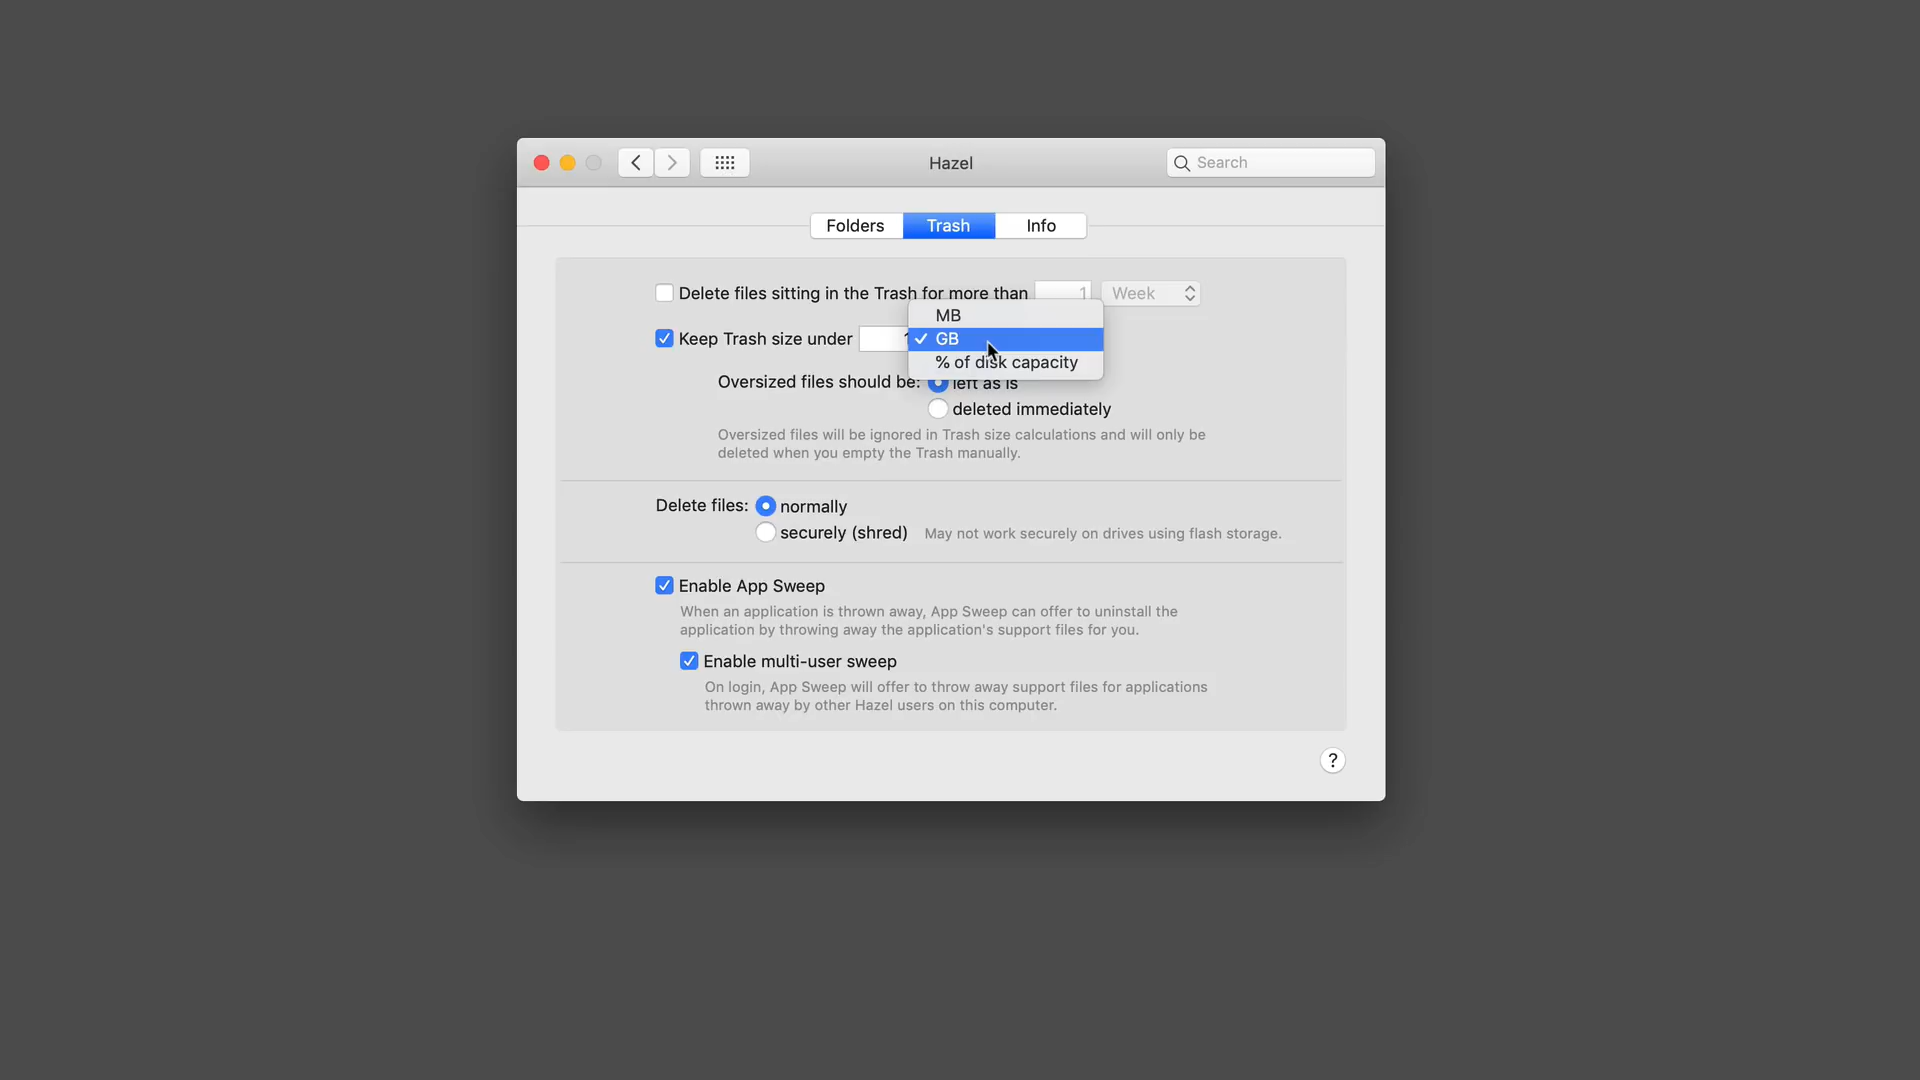 Hazel
Search
Folders
Trash
Info
Delete files sitting in the Trash for more than 1 Week
MB
Keep Trash size under
GB
% of disk capacity
Oversized files should be: left as is
deleted immediately
Oversized files will be ignored in Trash size calculations and will only be
deleted when you empty the Trash manually.
Delete files: normally
securely (shred) May not work securely on drives using flash storage.
Enable App Sweep
When an application is thrown away, App Sweep can offer to uninstall the
application by throwing away the application's support files for you.
Enable multi-user sweep
On login, App Sweep will offer to throw away support files for applications
thrown away by other Hazel users on this computer.
?